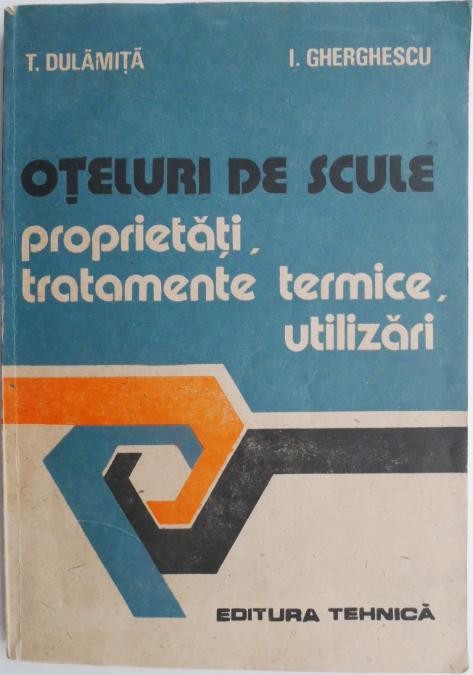 T. DULĂMIȚĂ I. GHERGHESCU
OȚELURI DE SCULE
proprietăți,
tratamente termice,
utilizări
EDITURA TEHNICĂ